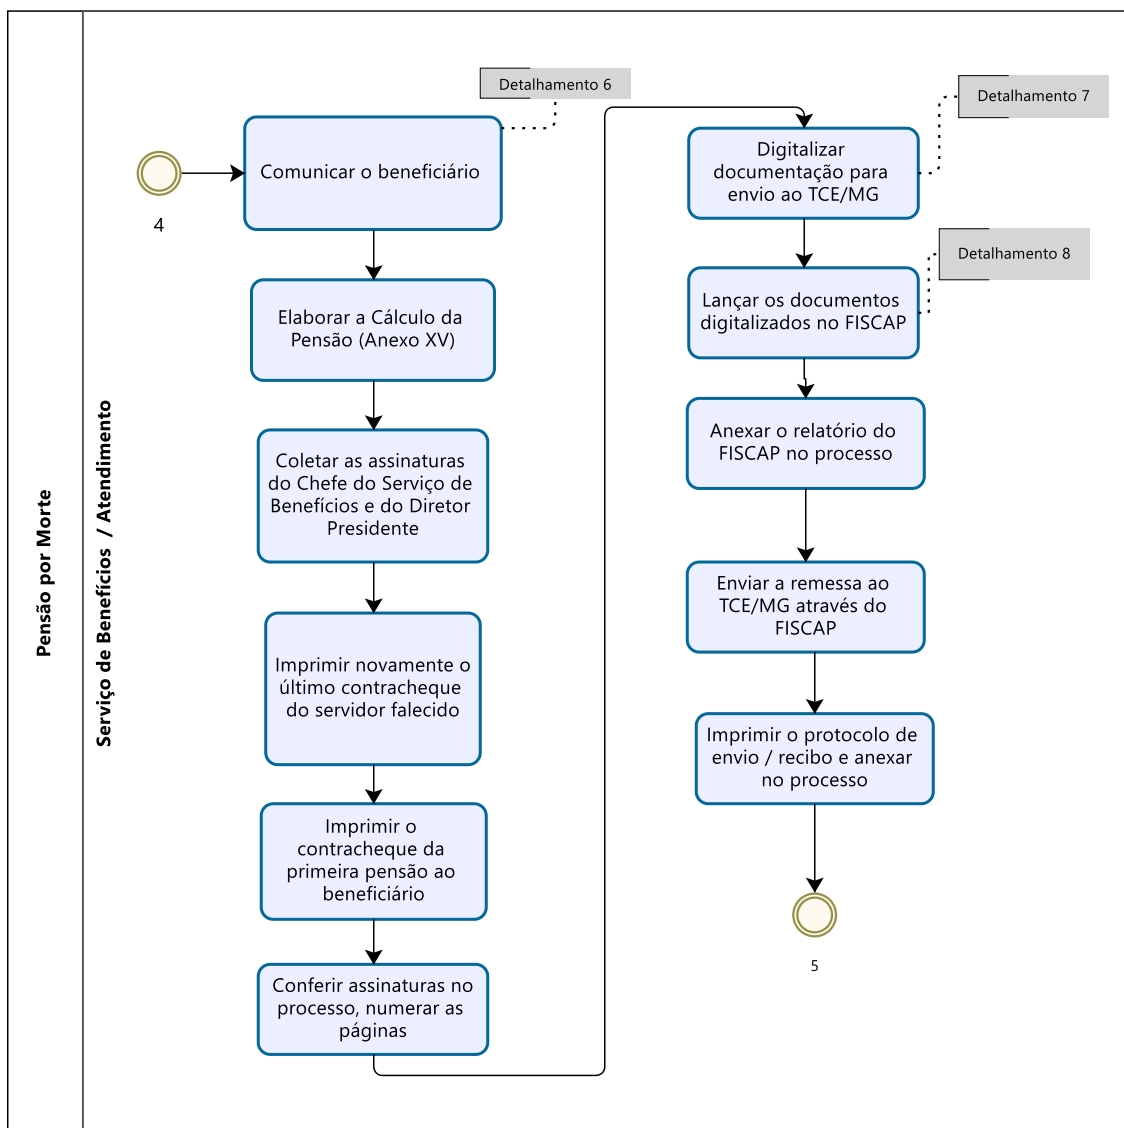 Pensão por Morte
Serviço de Benefícios / Atendimento
4
Detalhamento 6
Comunicar o beneficiário
Elaborar a Cálculo da
Pensão (Anexo XV)
Coletar as assinaturas
do Chefe do Serviço de
Benefícios e do Diretor
Presidente
Imprimir novamente o
último contracheque
do servidor falecido
Imprimir o
contracheque da
primeira pensão ao
beneficiário
Conferir assinaturas no
processo, numerar as
páginas
Detalhamento 7
Digitalizar
documentação para
envio ao TCE/MG
Detalhamento 8
Lançar os documentos
digitalizados no FISCAP
Anexar o relatório do
FISCAP no processo
Enviar a remessa ao
TCE/MG através do
FISCAP
Imprimir o protocolo de
envio / recibo e anexar
no processo
5